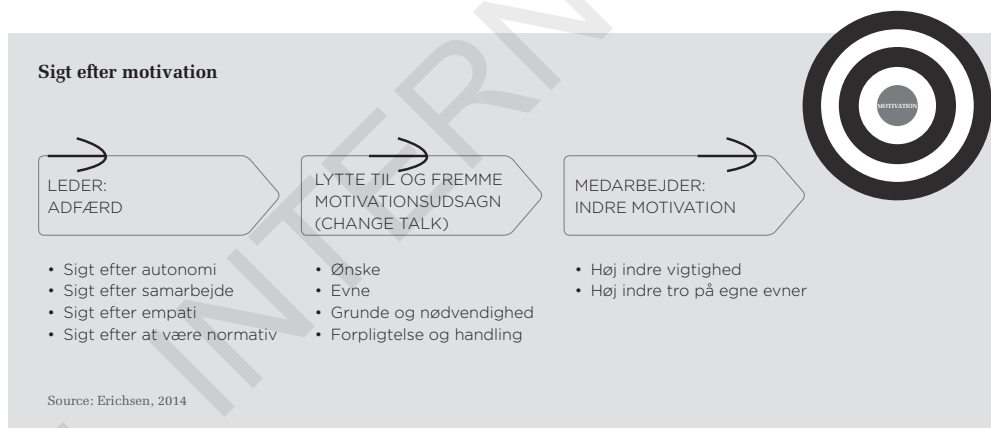 Sigt efter motivation
MOTIVATION
LEDER:
ADFÆRD
• Sigt efter autonomi
• Sigt efter samarbejde
• Sigt efter empati
• Sigt efter at være normativ
LYTTE TIL OG FREMME
MOTIVATIONSUDSAGN
(CHANGE TALK)
• Ønske
• Evne
• Grunde og nødvendighed
• Forpligtelse og handling
MEDARBEJDER:
INDRE MOTIVATION
• Høj indre vigtighed
• Høj indre tro på egne evner
Source: Erichsen, 2014
INTERN